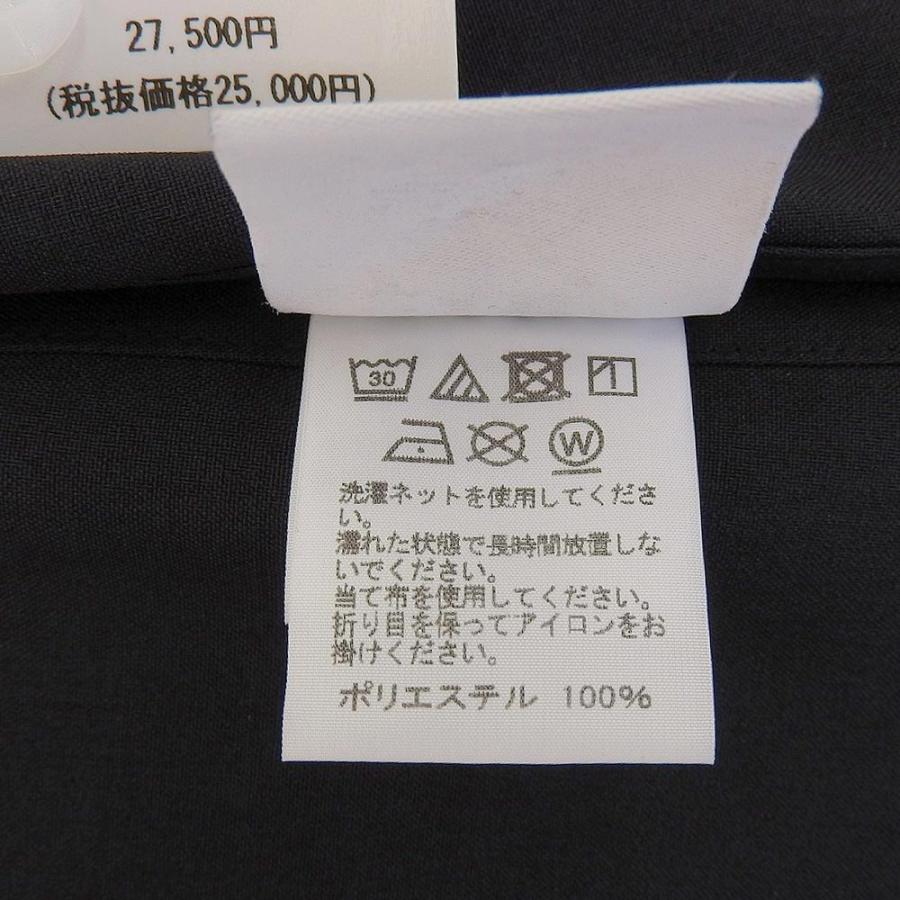 27,500円
(税抜価格25,000円)
30
W
洗濯ネットを使用してくださ
い。
濡れた状態で長時間放置しな
いでください。
当て布を使用してください。
折り目を保ってアイロンをお
掛けください。
ポリエステル 100%